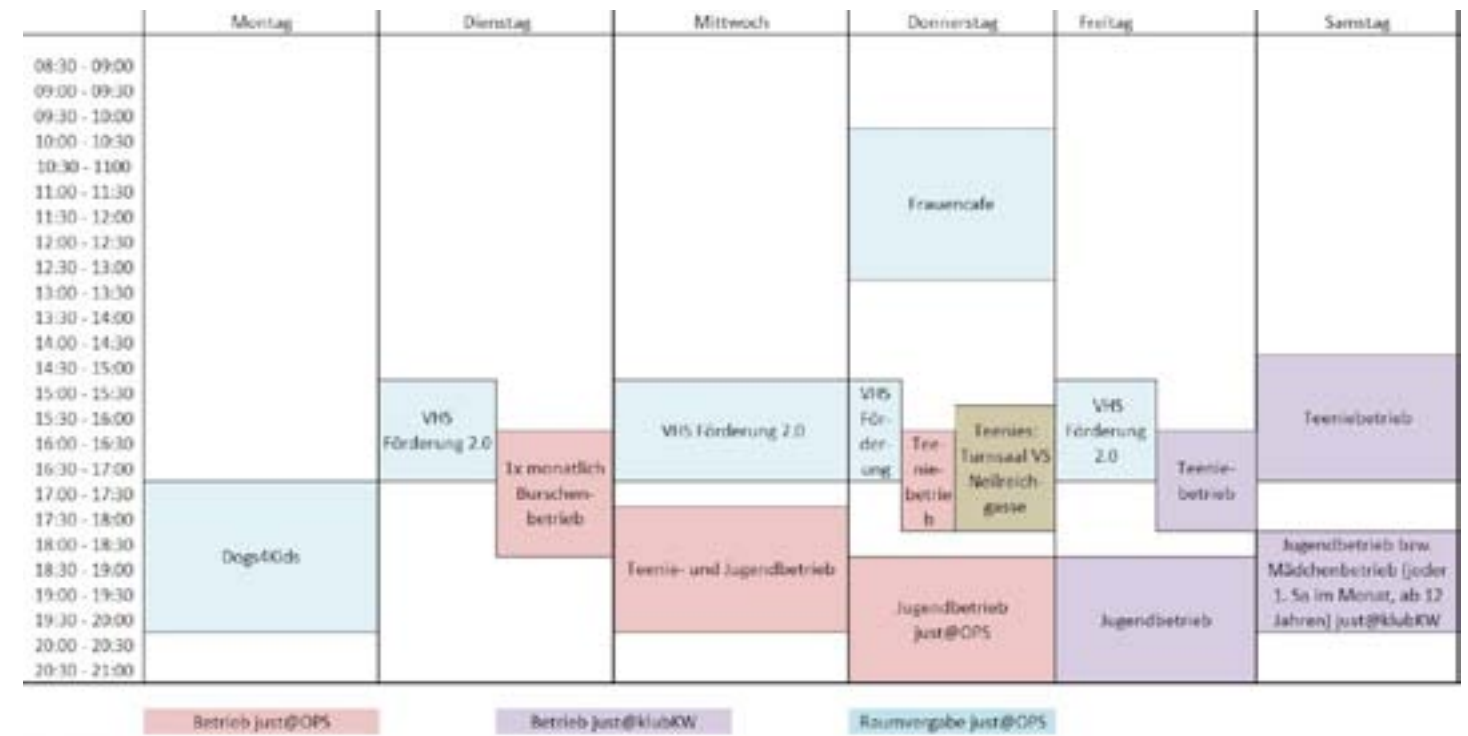 Montag Dienstag Mittwoch Donnerstag Freitag Samstag
08:30 - 09:00
09:00 - 09:30
09:30 - 10:00
10:00 - 10:30
10:30 - 1100
11:00 - 11:30
11:30 - 12:00
12:00 - 12:30
12:30 - 13:00
13:00 - 13:30
13:30 - 14:00
14:00 - 14:30
14:30 - 15:00
15:00 - 15:30
15:30 - 16:00
16:00 - 16:30
16:30 - 17:00
17:00 - 17:30
17:30 - 18:00
18:00 - 18:30
18:30 - 19:00
19:00 - 19:30
19:30 - 20:00
20:00 - 20:30
20:30 - 21:00
Dogs4Kids
VHS
Förderung 2.0
1x monatlich
Burschen-
betrieb
VHS Förderung 2.0
Teenie- und Jugendbetrieb
Frauencafe
VHS
För-
der-
ung
Tee
nie-
betrie
b
Teenies:
Turnsaal VS
Neilreich-
gasse
Jugendbetrieb
just@OPS
VHS
Förderung
2.0
Teenie-
betrieb
Jugendbetrieb
Teeniebetrieb
Jugendbetrieb bzw.
Mädchenbetrieb (jeder
1. Sa im Monat, ab 12
Jahren) just@klubKW
Betrieb just@OPS
Betrieb just@klubKW
Raumvergabe just@OPS